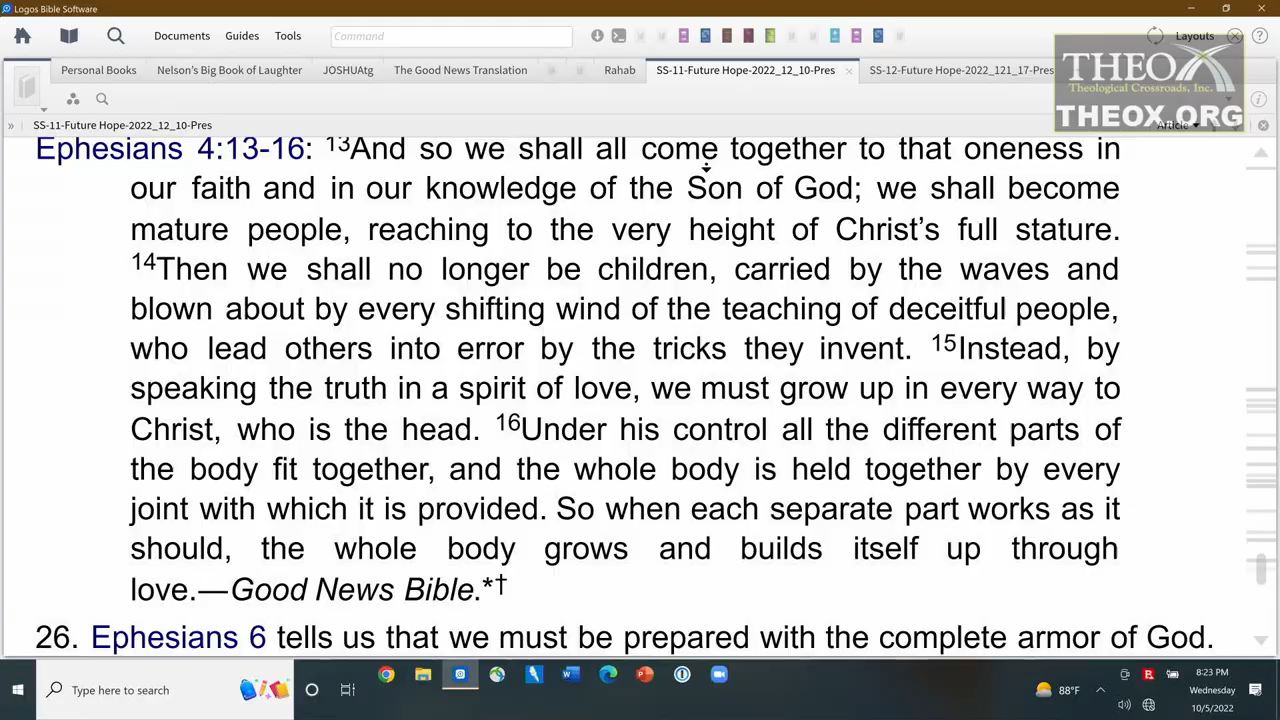 Logos Bible Software
Documents Guides Tools Command Layouts
Personal Books Nelson's Big Book of Laughter JOSHUAtg The Good News Translation Rahab SS-11-Future Hope-2022_12_10-Pres SS-12-Future Hope-2022_121_17-Pres
THEOX
Theological Crossroads, Inc.
THEOX.ORG
SS-11-Future Hope-2022_12_10-Pres Article
Ephesians 4:13-16: 13And so we shall all come together to that oneness in
our faith and in our knowledge of the Son of God; we shall become
mature people, reaching to the very height of Christ's full stature.
14Then we shall no longer be children, carried by the waves and
blown about by every shifting wind of the teaching of deceitful people,
who lead others into error by the tricks they invent. 15Instead, by
speaking the truth in a spirit of love, we must grow up in every way to
Christ, who is the head. 16Under his control all the different parts of
the body fit together, and the whole body is held together by every
joint with which it is provided. So when each separate part works as it
should, the whole body grows and builds itself up through
love.—Good News Bible.*†
26. Ephesians 6 tells us that we must be prepared with the complete armor of God.
Type here to search
88°F
8:23 PM
Wednesday
10/5/2022